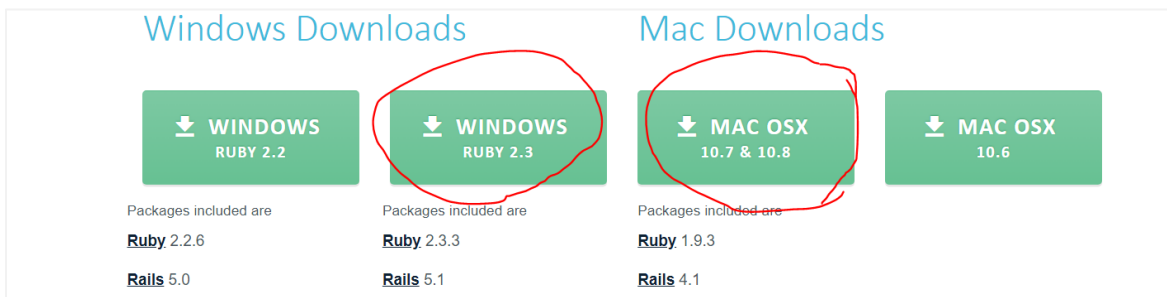 Windows Downloads
Mac Downloads
WINDOWS
RUBY 2.2
WINDOWS
RUBY 2.3
MAC OSX
10.7 & 10.8
MAC OSX
10.6
Packages included are
Ruby 2.2.6
Rails 5.0
Packages included are
Ruby 2.3.3
Rails 5.1
Packages included are
Ruby 1.9.3
Rails 4.1